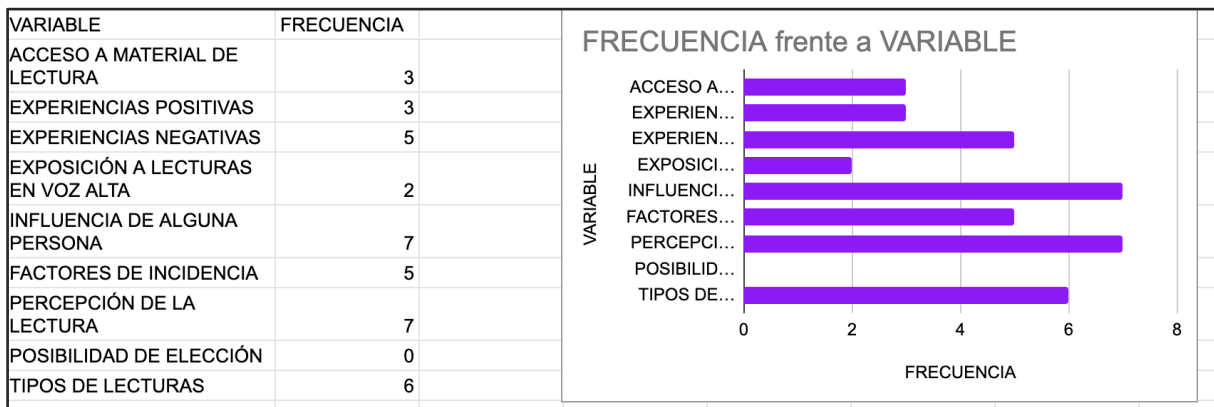 VARIABLE FRECUENCIA
ACCESO A MATERIAL DE
LECTURA 3
EXPERIENCIAS POSITIVAS 3
EXPERIENCIAS NEGATIVAS 5
EXPOSICIÓN A LECTURAS
EN VOZ ALTA 2
INFLUENCIA DE ALGUNA
PERSONA 7
FACTORES DE INCIDENCIA 5
PERCEPCIÓN DE LA
LECTURA 7
POSIBILIDAD DE ELECCIÓN 0
TIPOS DE LECTURAS 6
FRECUENCIA frente a VARIABLE
VARIABLE
ACCESO A...
EXPERIEN...
EXPERIEN...
EXPOSICI...
INFLUENCI...
FACTORES...
PERCEPCI...
POSIBILID...
TIPOS DE...
0 2 4 6 8
FRECUENCIA